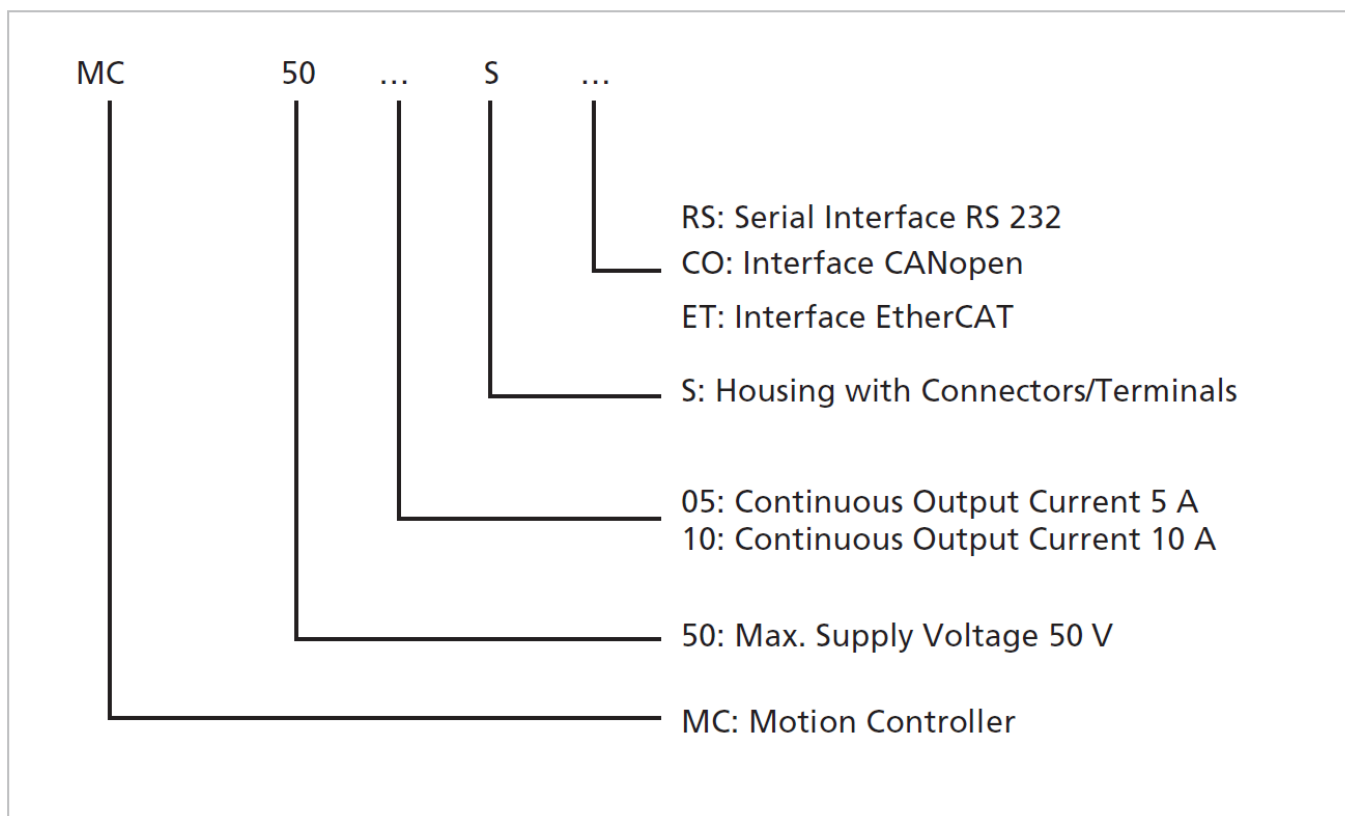 MC 50 ... S ...
RS: Serial Interface RS 232
CO: Interface CANopen
ET: Interface EtherCAT
S: Housing with Connectors/Terminals
05: Continuous Output Current 5 A
10: Continuous Output Current 10 A
50: Max. Supply Voltage 50 V
MC: Motion Controller